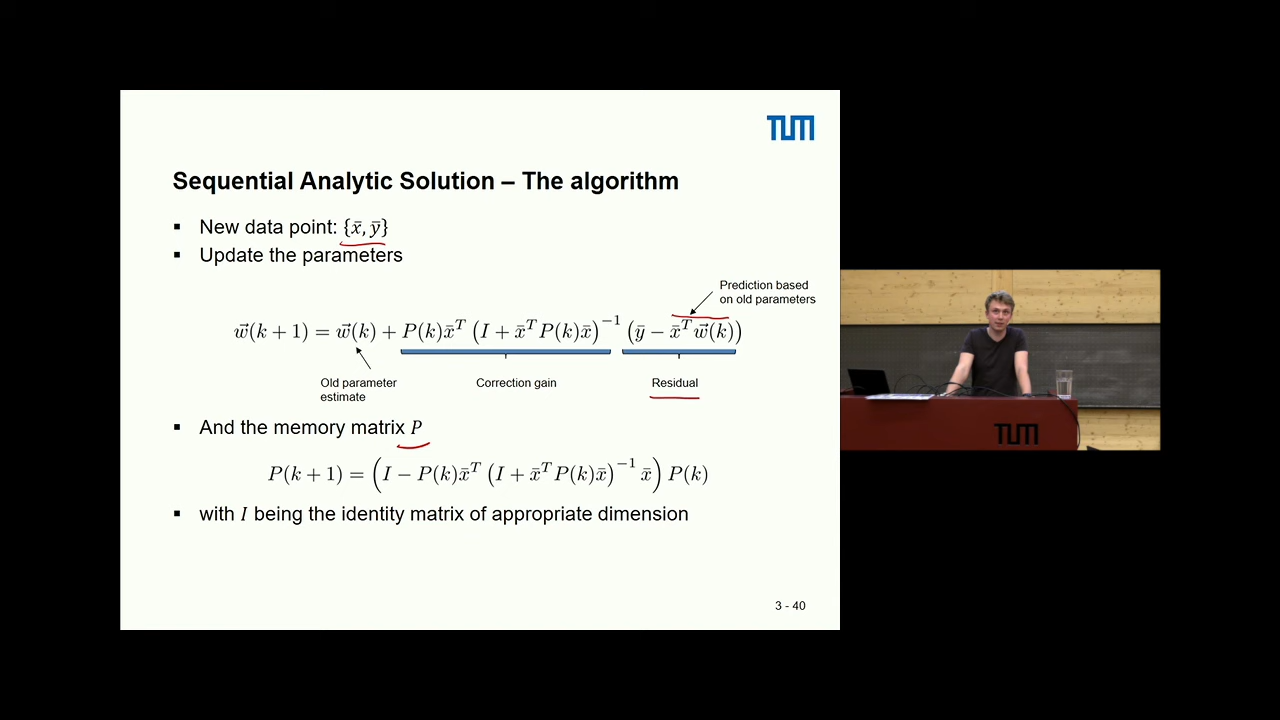 TUM
Sequential Analytic Solution – The algorithm
▪ New data point: {x̄, ȳ}
▪ Update the parameters
Prediction based
on old parameters
w⃗(k + 1) = w⃗(k) + P(k)x̄ᵀ (I + x̄ᵀP(k)x̄)⁻¹ (ȳ − x̄ᵀw⃗(k))
Old parameter
estimate
Correction gain
Residual
▪ And the memory matrix P
P(k + 1) = (I − P(k)x̄ᵀ (I + x̄ᵀP(k)x̄)⁻¹ x̄) P(k)
▪ with I being the identity matrix of appropriate dimension
3 - 40
TUM